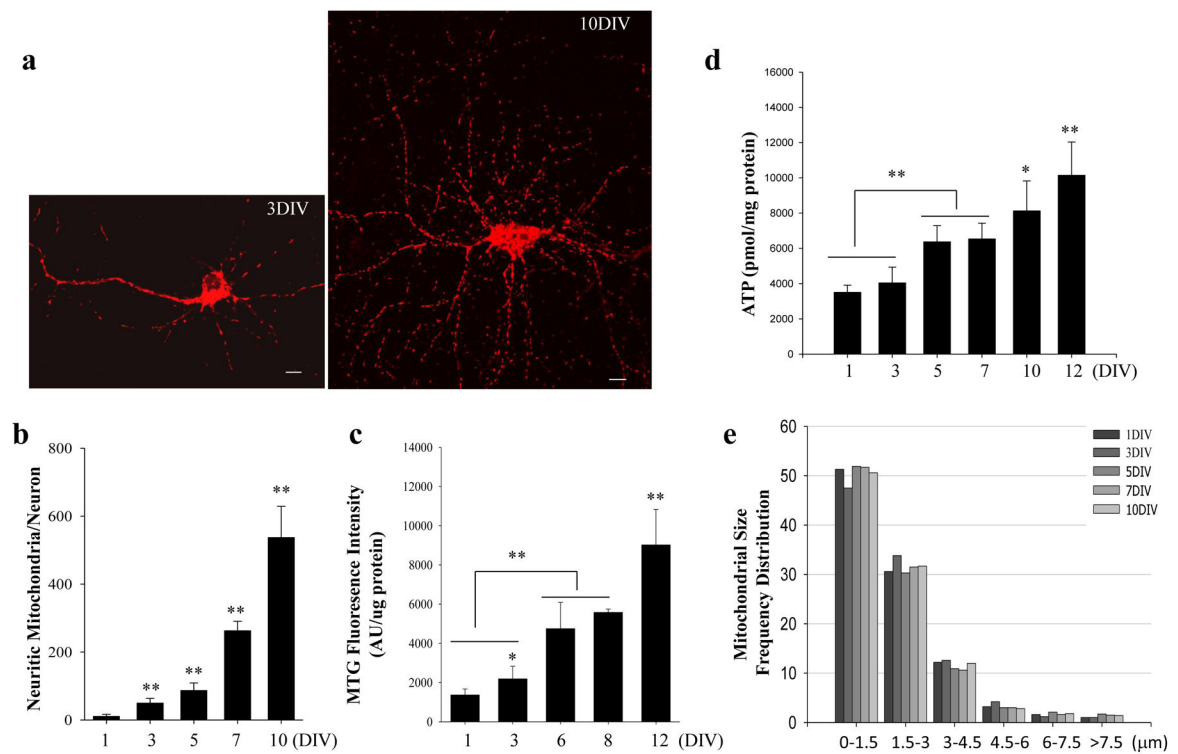 a
3DIV
10DIV
b
Neuritic Mitochondria/Neuron
800
600
400
200
0
1 3 5 7 10 (DIV)
** ** ** **
c
MTG Fluoresence Intensity
(AU/ug protein)
14000
12000
10000
8000
6000
4000
2000
0
**
**
*
1 3 6 8 12 (DIV)
d
ATP (pmol/mg protein)
16000
14000
12000
10000
8000
6000
4000
2000
0
**
*
**
1 3 5 7 10 12 (DIV)
e
Mitochondrial Size
Frequency Distribution
60
50
40
30
20
10
0
1DIV
3DIV
5DIV
7DIV
10DIV
0-1.5 1.5-3 3-4.5 4.5-6 6-7.5 >7.5 (µm)